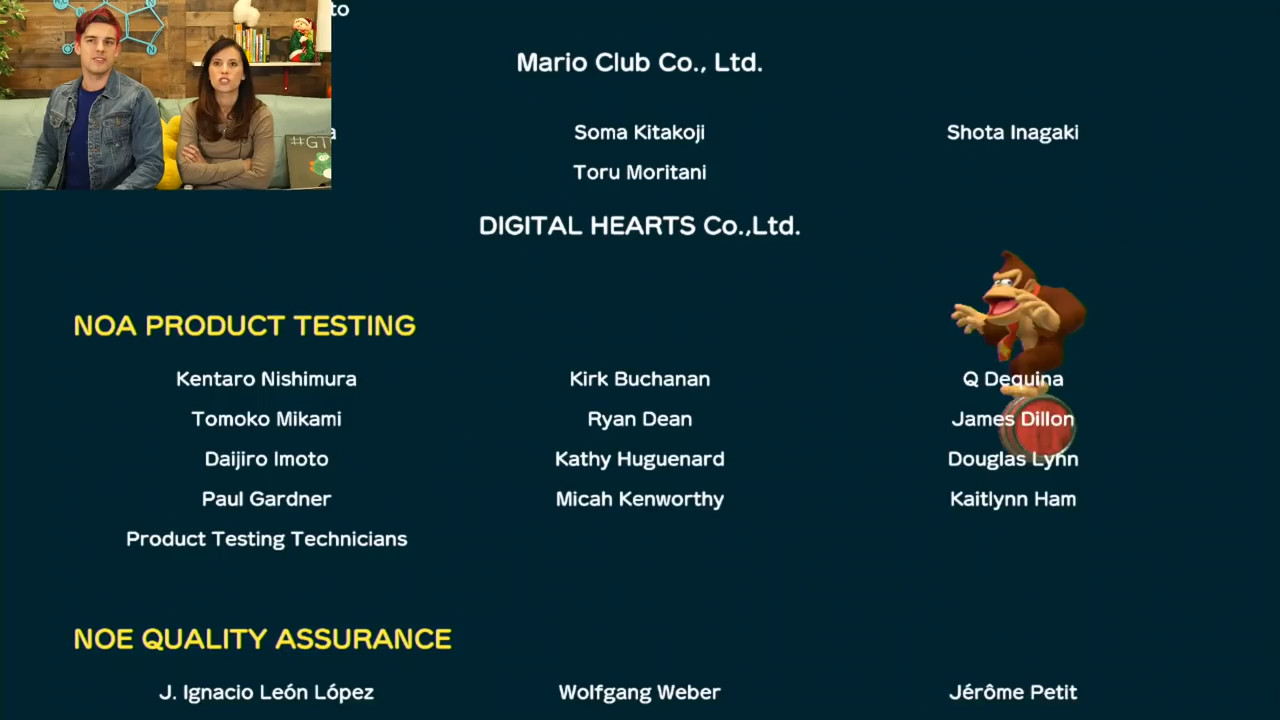 to
Mario Club Co., Ltd.
a Soma Kitakoji Shota Inagaki
Toru Moritani
#GT
DIGITAL HEARTS Co.,Ltd.
NOA PRODUCT TESTING
Kentaro Nishimura Kirk Buchanan Q Dequina
Tomoko Mikami Ryan Dean James Dillon
Daijiro Imoto Kathy Huguenard Douglas Lynn
Paul Gardner Micah Kenworthy Kaitlynn Ham
Product Testing Technicians
NOE QUALITY ASSURANCE
J. Ignacio León López Wolfgang Weber Jérôme Petit